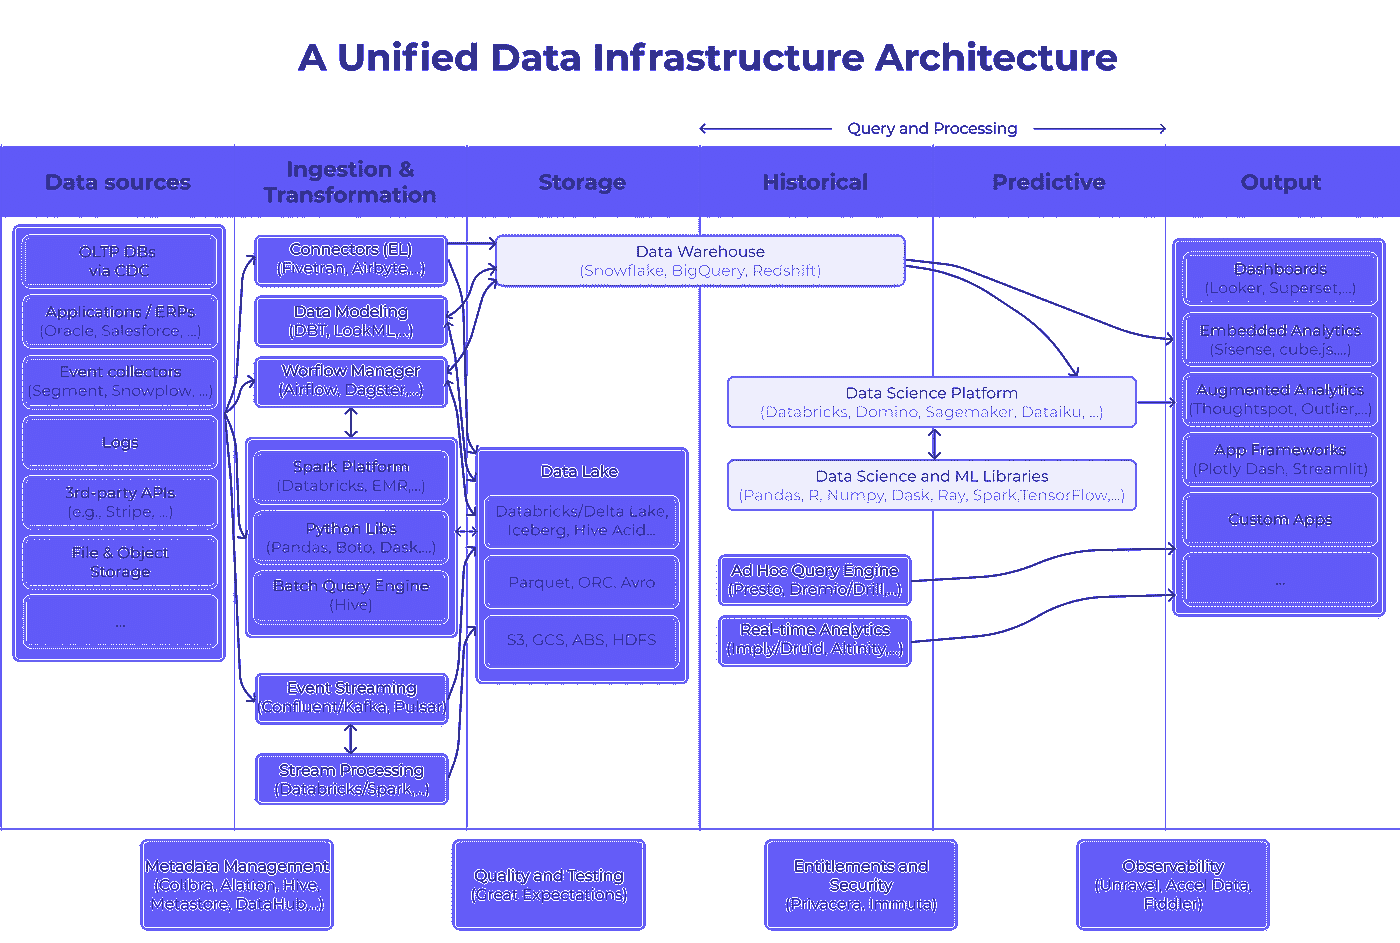 A Unified Data Infrastructure Architecture
Query and Processing
Data sources
Ingestion &
Transformation
Storage
Historical
Predictive
Output
OLTP DBs
via CDC
Applications / ERPs
(Oracle, Salesforce, ...)
Event collectors
(Segment, Snowplow, ...)
Logs
3rd-party APIs
(e.g., Stripe, ...)
File & Object
Storage
...
Connectors (EL)
(Fivetran, Airbyte,...)
Data Modeling
(DBT, LookML,...)
Worflow Manager
(Airflow, Dagster,...)
Spark Platform
(Databricks, EMR,...)
Python Libs
(Pandas, Boto, Dask,...)
Batch Query Engine
(Hive)
Event Streaming
(Confluent/Kafka, Pulsar)
Stream Processing
(Databricks/Spark,...)
Data Warehouse
(Snowflake, BigQuery, Redshift)
Data Lake
Databricks/Delta Lake,
Iceberg, Hive Acid...
Parquet, ORC, Avro
S3, GCS, ABS, HDFS
Data Science Platform
(Databricks, Domino, Sagemaker, Dataiku, ...)
Data Science and ML Libraries
(Pandas, R, Numpy, Dask, Ray, Spark,TensorFlow,...)
Ad Hoc Query Engine
(Presto, Dremio/Drill,...)
Real-time Analytics
(Imply/Druid, Altinity,...)
Dashboards
(Looker, Superset,...)
Embedded Analytics
(Sisense, cube.js,...)
Augmented Analytics
(Thoughtspot, Outlier,...)
App Frameworks
(Plotly Dash, Streamlit)
Custom Apps
...
Metadata Management
(Colibra, Alation, Hive,
Metastore, DataHub,...)
Quality and Testing
(Great Expectations)
Entitlements and
Security
(Privacera, Immuta)
Observability
(Unravel, Accel Data,
Fiddler)